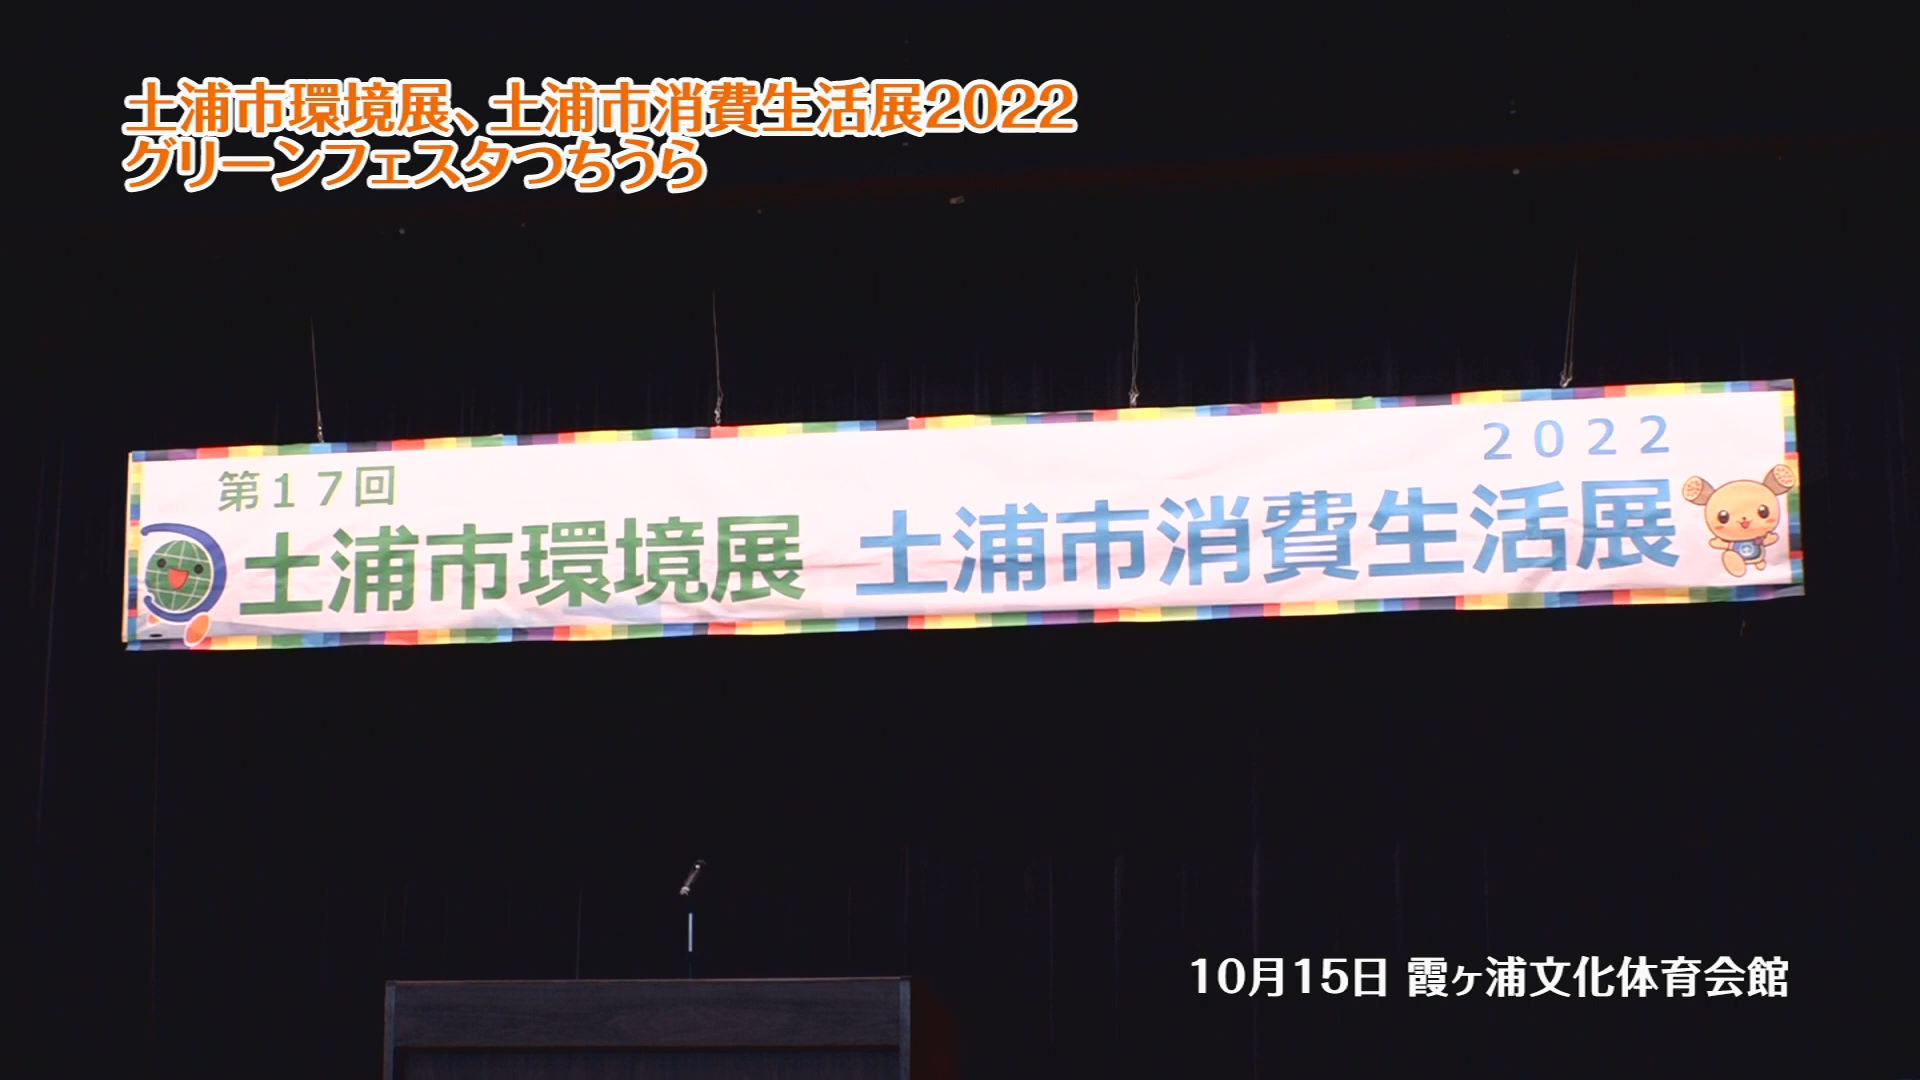 土浦市環境展、土浦市消費生活展2022
グリーンフェスタつちうら
第17回
2022
土浦市環境展 土浦市消費生活展
10月15日 霞ヶ浦文化体育会館